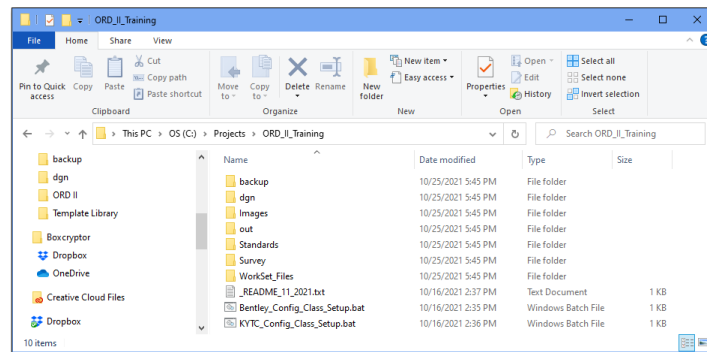 ORD_II_Training
File Home Share View
Pin to Quick access
Copy
Paste
Cut
Copy path
Paste shortcut
Clipboard
Move to
Copy to
Delete
Rename
Organize
New folder
New item
Easy access
New
Properties
Open
Edit
History
Open
Select all
Select none
Invert selection
Select
This PC > OS (C:) > Projects > ORD_II_Training
Search ORD_II_Training
backup
dgn
ORD II
Template Library
Boxcryptor
Dropbox
OneDrive
Creative Cloud Files
Dropbox
Name Date modified Type Size
backup 10/25/2021 5:45 PM File folder
dgn 10/25/2021 5:45 PM File folder
Images 10/25/2021 5:45 PM File folder
out 10/25/2021 5:45 PM File folder
Standards 10/25/2021 5:45 PM File folder
Survey 10/25/2021 5:45 PM File folder
WorkSet_Files 10/25/2021 5:45 PM File folder
_README_11_2021.txt 10/16/2021 2:37 PM Text Document 1 KB
Bentley_Config_Class_Setup.bat 10/16/2021 2:35 PM Windows Batch File 1 KB
KYTC_Config_Class_Setup.bat 10/16/2021 2:36 PM Windows Batch File 1 KB
10 items